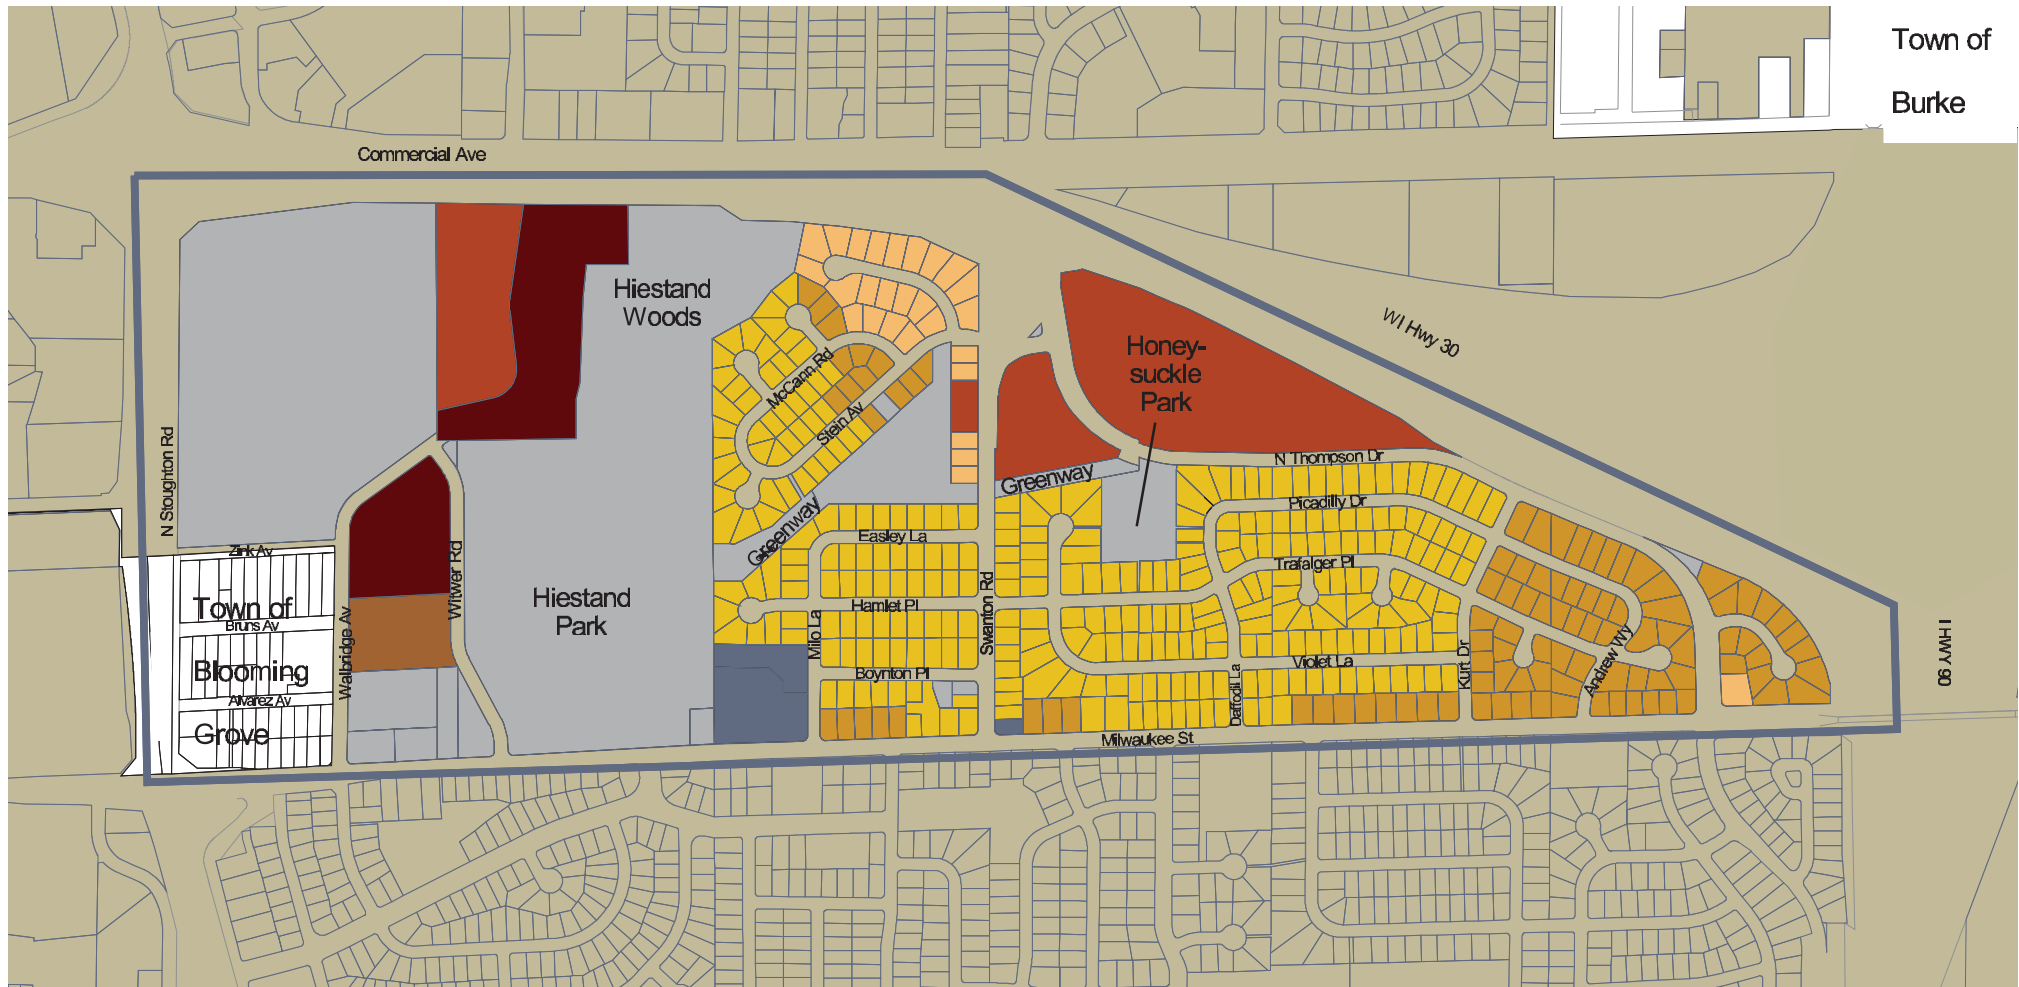 Town of
Burke
Commercial Ave
Hiestand
Woods
WI Hwy 30
Honey-
suckle
Park
McCann Rd
Stein Av
N Stoughton Rd
N Thompson Dr
Greenway
Picadilly Dr
Greenway
Easley La
Zink Av
Witwer Rd
Trafalger Pl
Town of
Bruns Av
Blooming
Alvarez Av
Grove
Walbridge Av
Hiestand
Park
Hamlet Pl
Milo La
Swanton Rd
Boynton Pl
Violet La
Daffodil La
Kurt Dr
Andrew Wy
I HWY 90
Milwaukee St